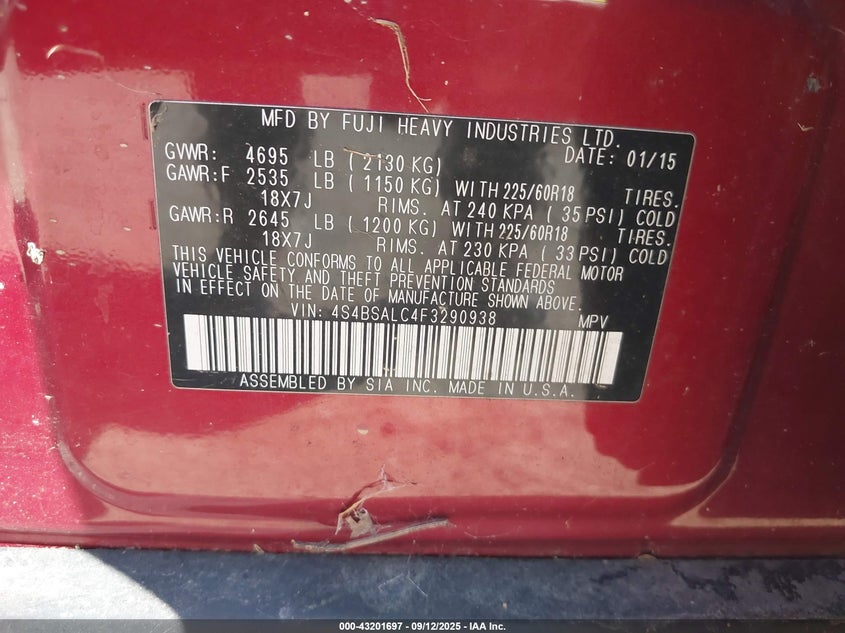 MFD BY FUJI HEAVY INDUSTRIES LTD.
GVWR: 4695 LB (2130 KG) DATE: 01/15
GAWR:F 2535 LB (1150 KG) WITH 225/60R18 TIRES.
18X7J RIMS. AT 240 KPA (35 PSI) COLD
GAWR:R 2645 LB (1200 KG) WITH 225/60R18 TIRES.
18X7J RIMS. AT 230 KPA (33 PSI) COLD
THIS VEHICLE CONFORMS TO ALL APPLICABLE FEDERAL MOTOR
VEHICLE SAFETY AND THEFT PREVENTION STANDARDS
IN EFFECT ON THE DATE OF MANUFACTURE SHOWN ABOVE.
VIN: 4S4BSALC4F3290938 MPV
ASSEMBLED BY SIA INC. MADE IN U.S.A.
000-43201697 - 09/12/2025 - IAA Inc.